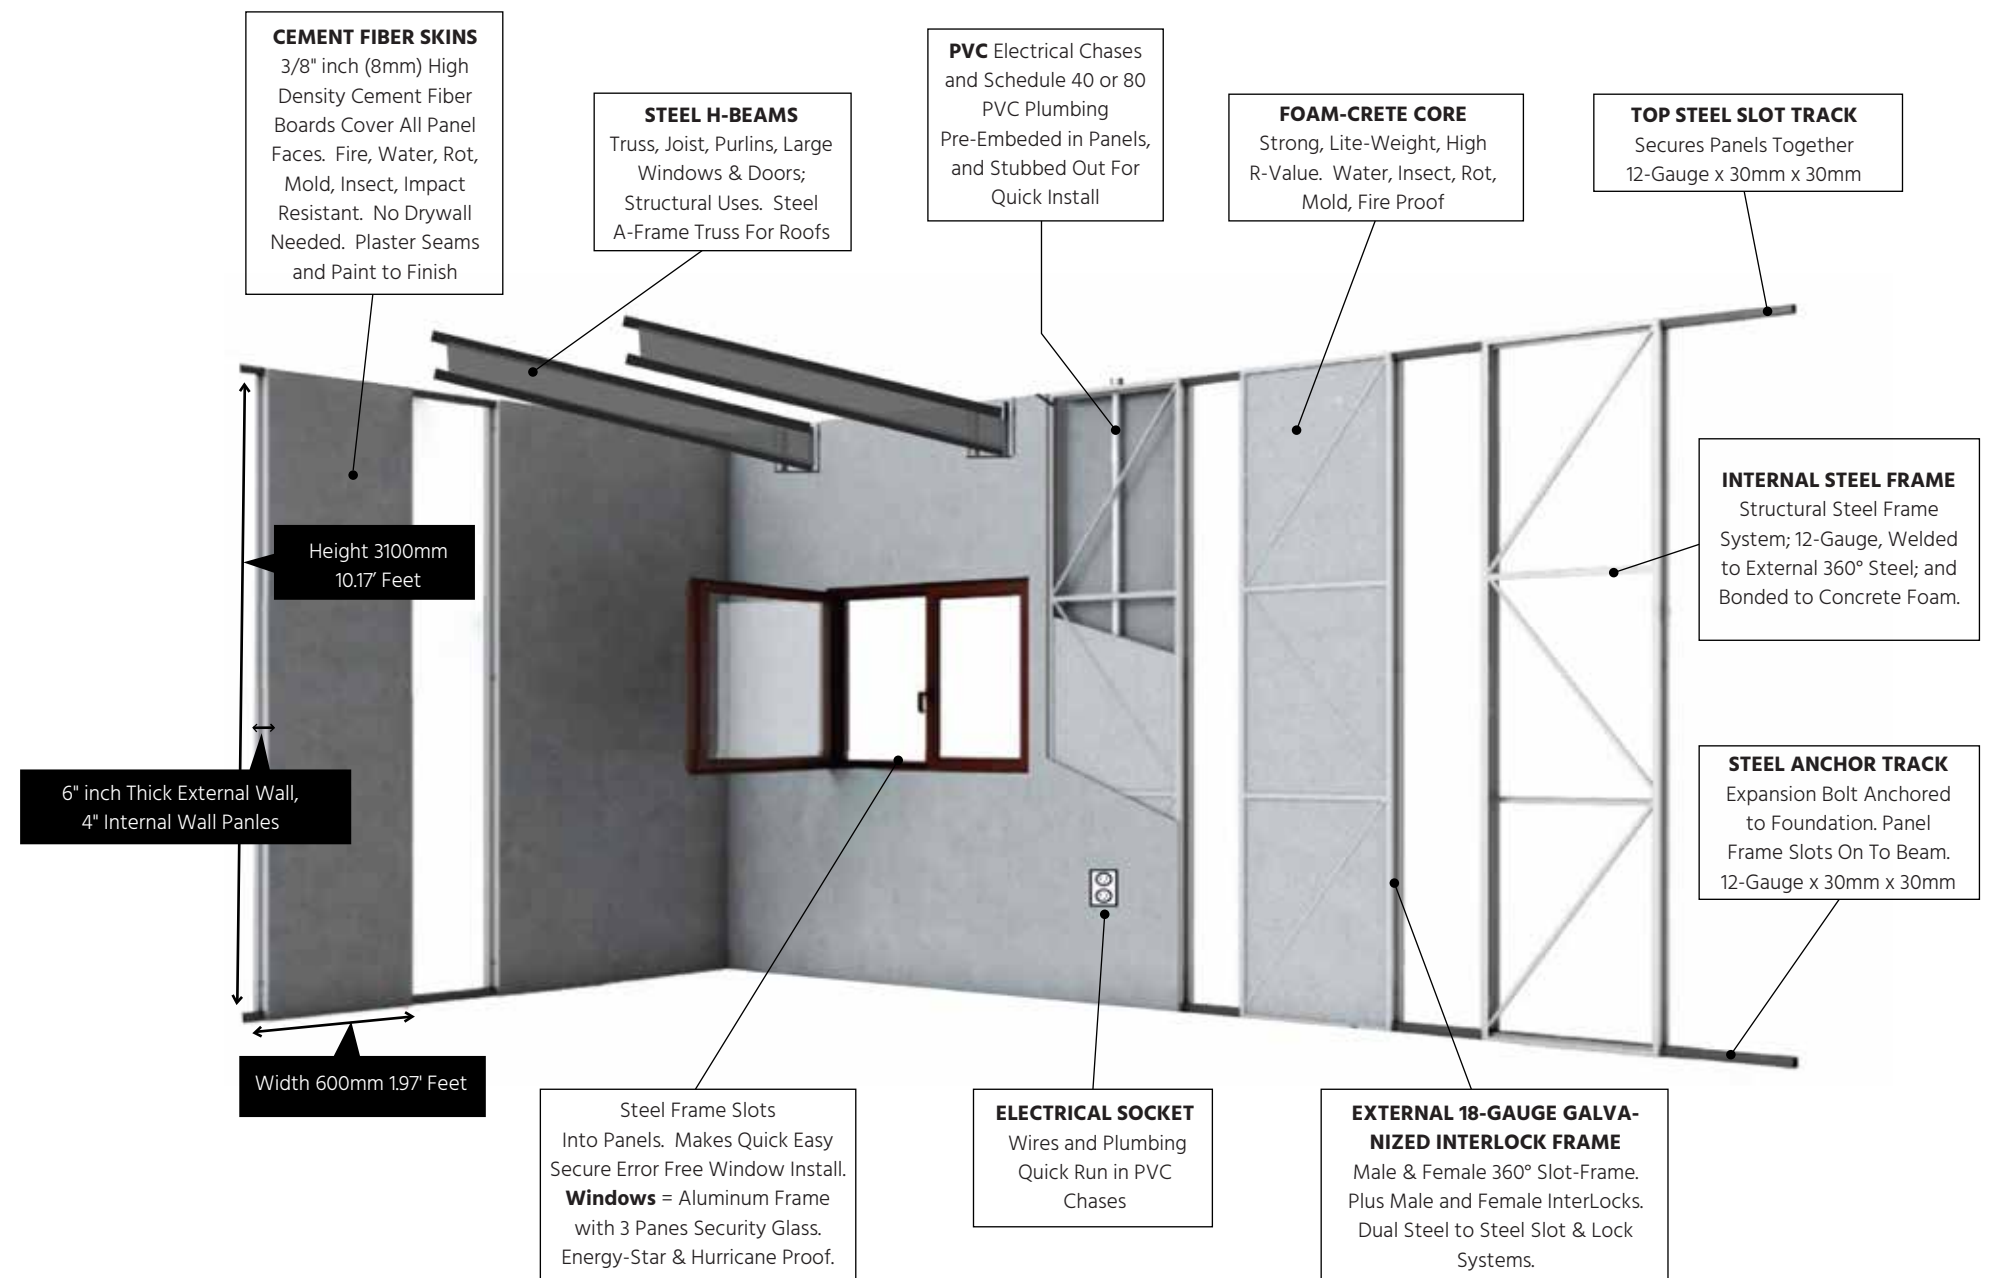 CEMENT FIBER SKINS
3/8" inch (8mm) High
Density Cement Fiber
Boards Cover All Panel
Faces.  Fire, Water, Rot,
Mold, Insect, Impact
Resistant.  No Drywall
Needed.  Plaster Seams
and Paint to Finish
STEEL H-BEAMS
Truss, Joist, Purlins, Large
Windows & Doors;
Structural Uses.  Steel
A-Frame Truss For Roofs
PVC Electrical Chases
and Schedule 40 or 80
PVC Plumbing
Pre-Embeded in Panels,
and Stubbed Out For
Quick Install
FOAM-CRETE CORE
Strong, Lite-Weight, High
R-Value.  Water, Insect, Rot,
Mold, Fire Proof
TOP STEEL SLOT TRACK
Secures Panels Together
12-Gauge x 30mm x 30mm
INTERNAL STEEL FRAME
Structural Steel Frame
System; 12-Gauge, Welded
to External 360° Steel; and
Bonded to Concrete Foam.
Height 3100mm
10.17' Feet
6" inch Thick External Wall,
4" Internal Wall Panles
STEEL ANCHOR TRACK
Expansion Bolt Anchored
to Foundation. Panel
Frame Slots On To Beam.
12-Gauge x 30mm x 30mm
Width 600mm 1.97' Feet
Steel Frame Slots
Into Panels.  Makes Quick Easy
Secure Error Free Window Install.
Windows = Aluminum Frame
with 3 Panes Security Glass.
Energy-Star & Hurricane Proof.
ELECTRICAL SOCKET
Wires and Plumbing
Quick Run in PVC
Chases
EXTERNAL 18-GAUGE GALVA-
NIZED INTERLOCK FRAME
Male & Female 360° Slot-Frame.
Plus Male and Female InterLocks.
Dual Steel to Steel Slot & Lock
Systems.